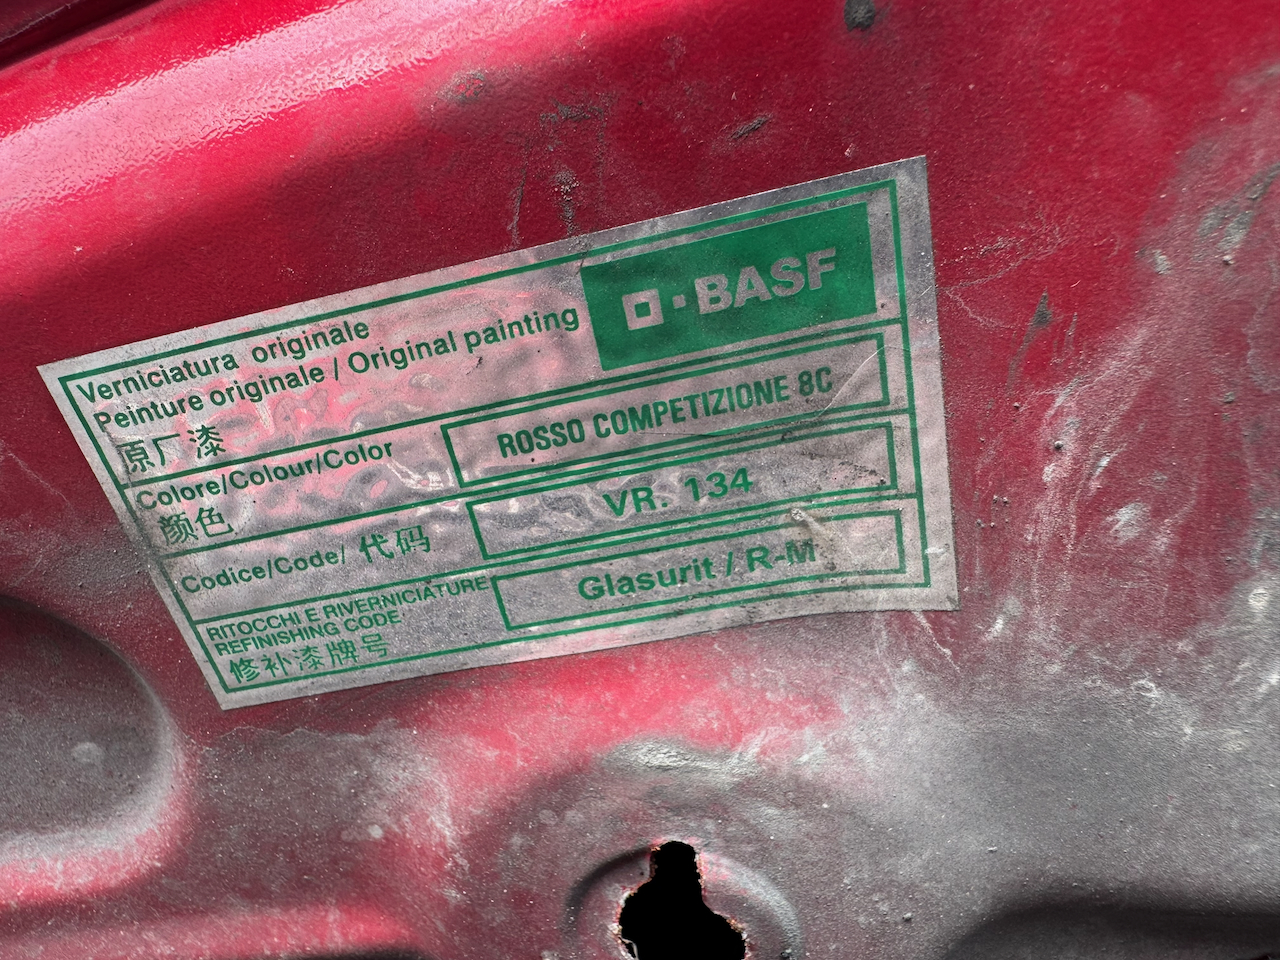 Verniciatura originale
Peinture originale / Original painting
原厂漆
BASF
Colore/Colour/Color
颜色
ROSSO COMPETIZIONE 8C
Codice/Code/ 代码
VR. 134
RITOCCHI E RIVERNICIATURE
REFINISHING CODE
修补漆牌号
Glasurit / R-M